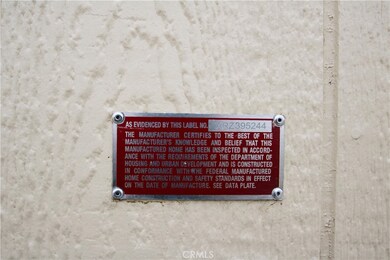 AS EVIDENCED BY THIS LABEL NO. AZ396244
THE MANUFACTURER CERTIFIES TO THE BEST OF THE
MANUFACTURER'S KNOWLEDGE AND BELIEF THAT THIS
MANUFACTURED HOME HAS BEEN INSPECTED IN ACCORD-
ANCE WITH THE REQUIREMENTS OF THE DEPARTMENT OF
HOUSING AND URBAN DEVELOPMENT AND IS CONSTRUCTED
IN CONFORMANCE WITH THE FEDERAL MANUFACTURED
HOME CONSTRUCTION AND SAFETY STANDARDS IN EFFECT
ON THE DATE OF MANUFACTURE. SEE DATA PLATE.
CRMLS